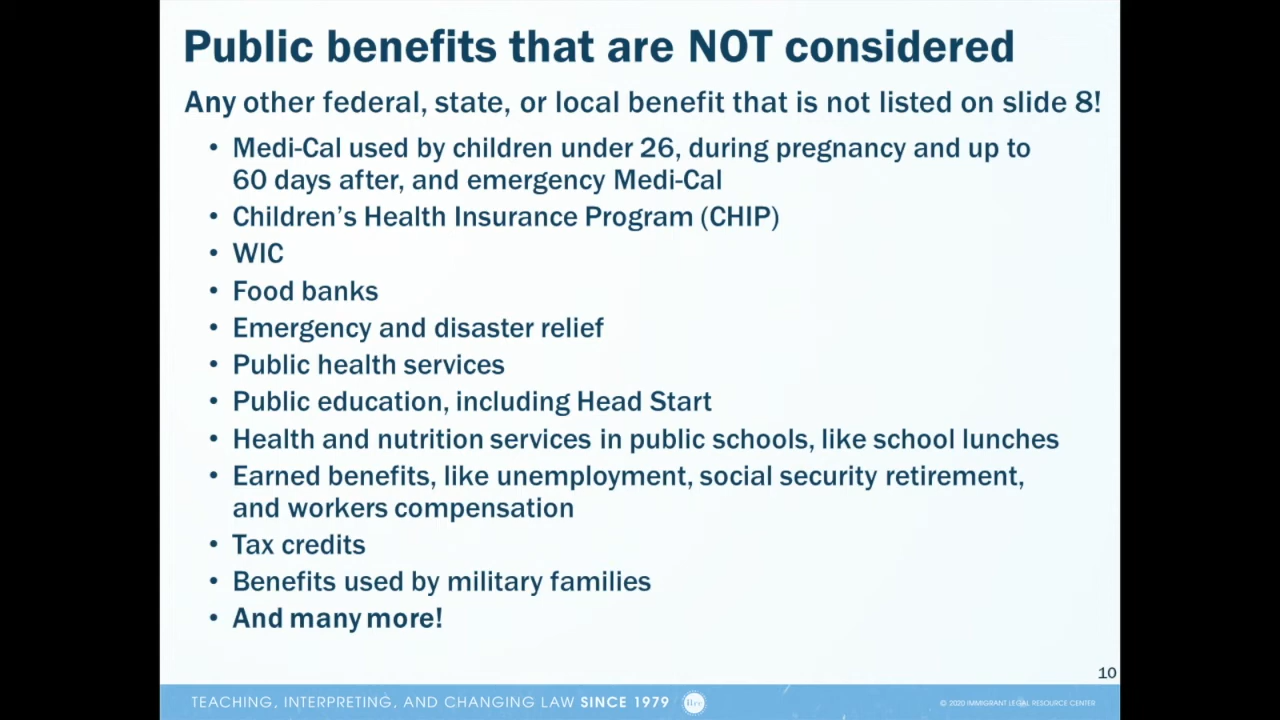 Public benefits that are NOT considered
Any other federal, state, or local benefit that is not listed on slide 8!
• Medi-Cal used by children under 26, during pregnancy and up to
60 days after, and emergency Medi-Cal
• Children’s Health Insurance Program (CHIP)
• WIC
• Food banks
• Emergency and disaster relief
• Public health services
• Public education, including Head Start
• Health and nutrition services in public schools, like school lunches
• Earned benefits, like unemployment, social security retirement,
and workers compensation
• Tax credits
• Benefits used by military families
• And many more!
10
TEACHING, INTERPRETING, AND CHANGING LAW SINCE 1979
© 2020 IMMIGRANT LEGAL RESOURCE CENTER